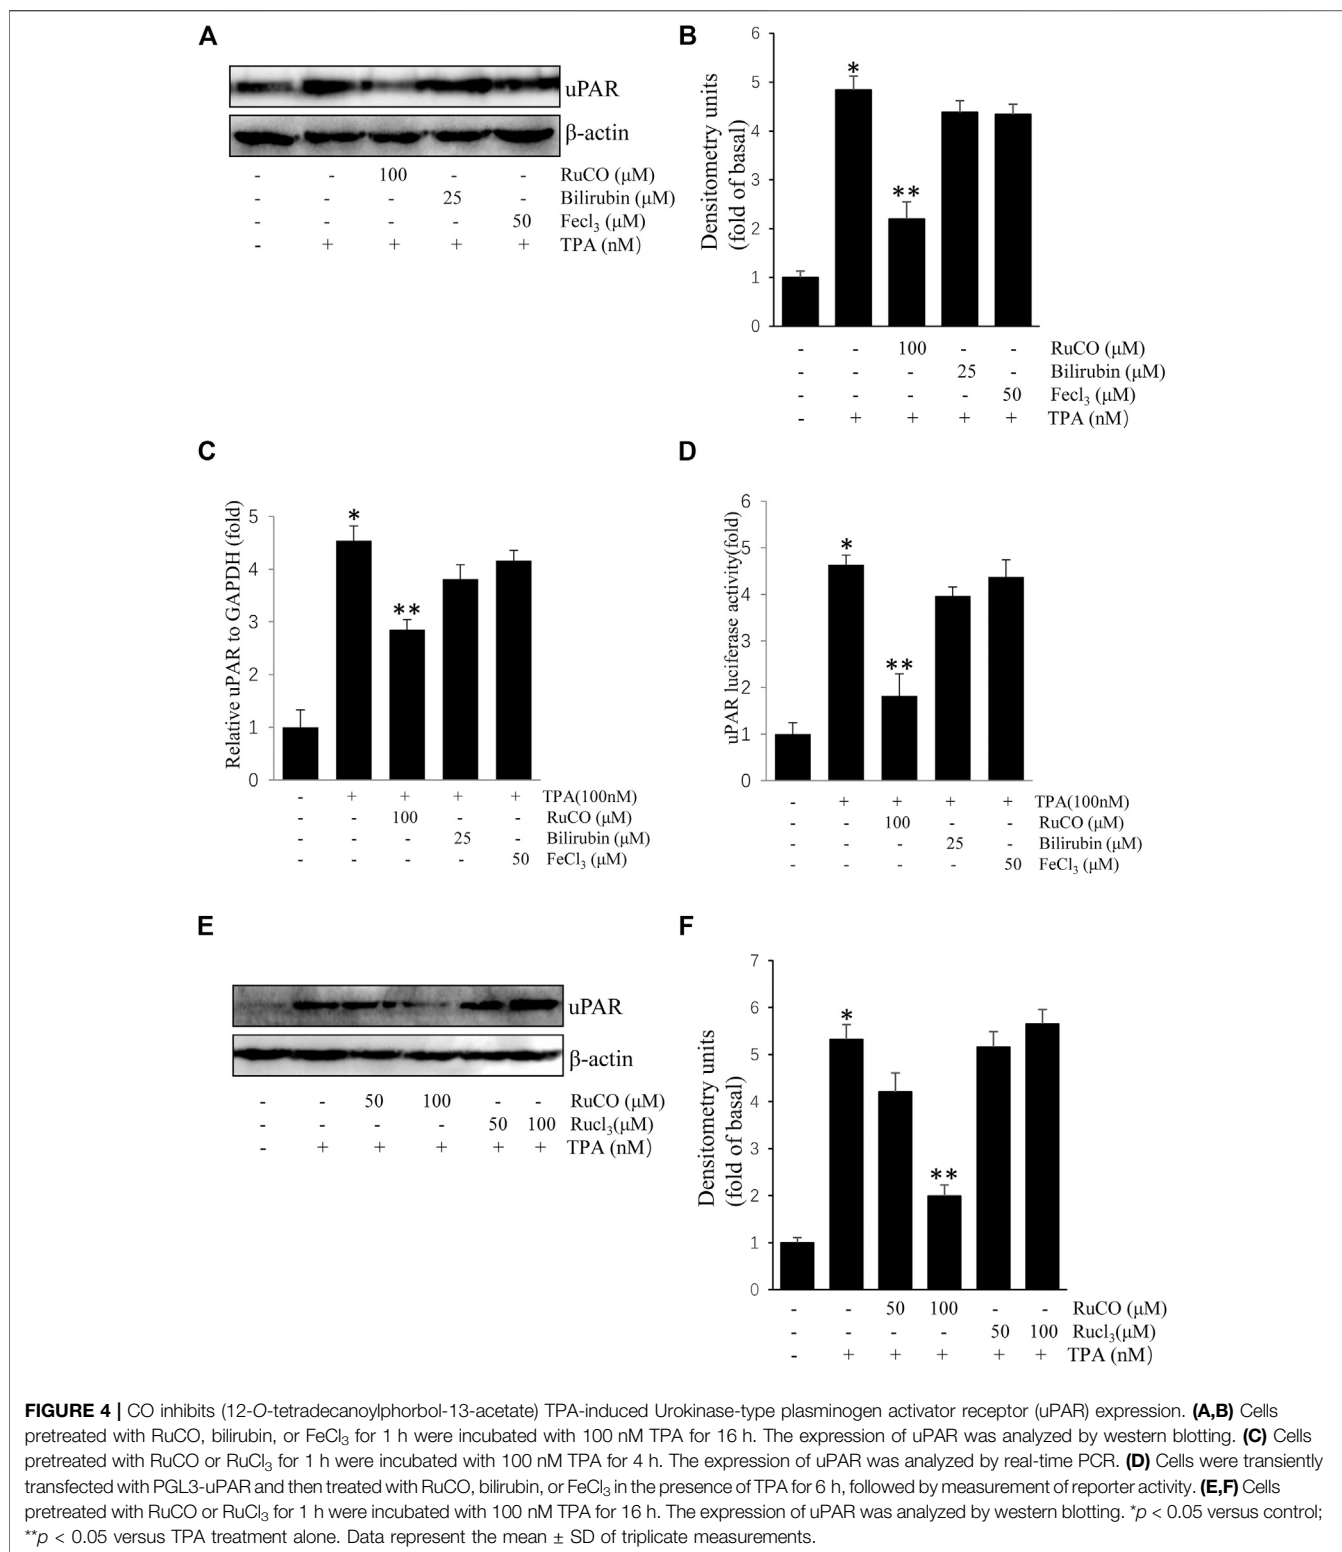 A
uPAR
β-actin
- - 100 - - RuCO (μM)
- - - 25 - Bilirubin (μM)
- - - - 50 Fecl3 (μM)
- + + + + TPA (nM)
B
Densitometry units
(fold of basal)
6
5
4
3
2
1
0
*
**
- - 100 - - RuCO (μM)
- - - 25 - Bilirubin (μM)
- - - - 50 Fecl3 (μM)
- + + + + TPA (nM)
C
Relative uPAR to GAPDH (fold)
5
4
3
2
1
0
*
**
- + + + + TPA(100nM)
- - 100 - - RuCO (μM)
- - - 25 - Bilirubin (μM)
- - - - 50 FeCl3 (μM)
D
uPAR luciferase activity(fold)
6
5
4
3
2
1
0
*
**
- + + + + TPA(100nM)
- - 100 - - RuCO (μM)
- - - 25 - Bilirubin (μM)
- - - - 50 FeCl3 (μM)
E
uPAR
β-actin
- - 50 100 - - RuCO (μM)
- - - - 50 100 Rucl3(μM)
- + + + + + TPA (nM)
F
Densitometry units
(fold of basal)
7
6
5
4
3
2
1
0
*
**
- - 50 100 - - RuCO (μM)
- - - - 50 100 Rucl3(μM)
- + + + + + TPA (nM)
FIGURE 4 | CO inhibits (12-O-tetradecanoylphorbol-13-acetate) TPA-induced Urokinase-type plasminogen activator receptor (uPAR) expression. (A,B) Cells
pretreated with RuCO, bilirubin, or FeCl3 for 1 h were incubated with 100 nM TPA for 16 h. The expression of uPAR was analyzed by western blotting. (C) Cells
pretreated with RuCO or RuCl3 for 1 h were incubated with 100 nM TPA for 4 h. The expression of uPAR was analyzed by real-time PCR. (D) Cells were transiently
transfected with PGL3-uPAR and then treated with RuCO, bilirubin, or FeCl3 in the presence of TPA for 6 h, followed by measurement of reporter activity. (E,F) Cells
pretreated with RuCO or RuCl3 for 1 h were incubated with 100 nM TPA for 16 h. The expression of uPAR was analyzed by western blotting. *p < 0.05 versus control;
**p < 0.05 versus TPA treatment alone. Data represent the mean ± SD of triplicate measurements.